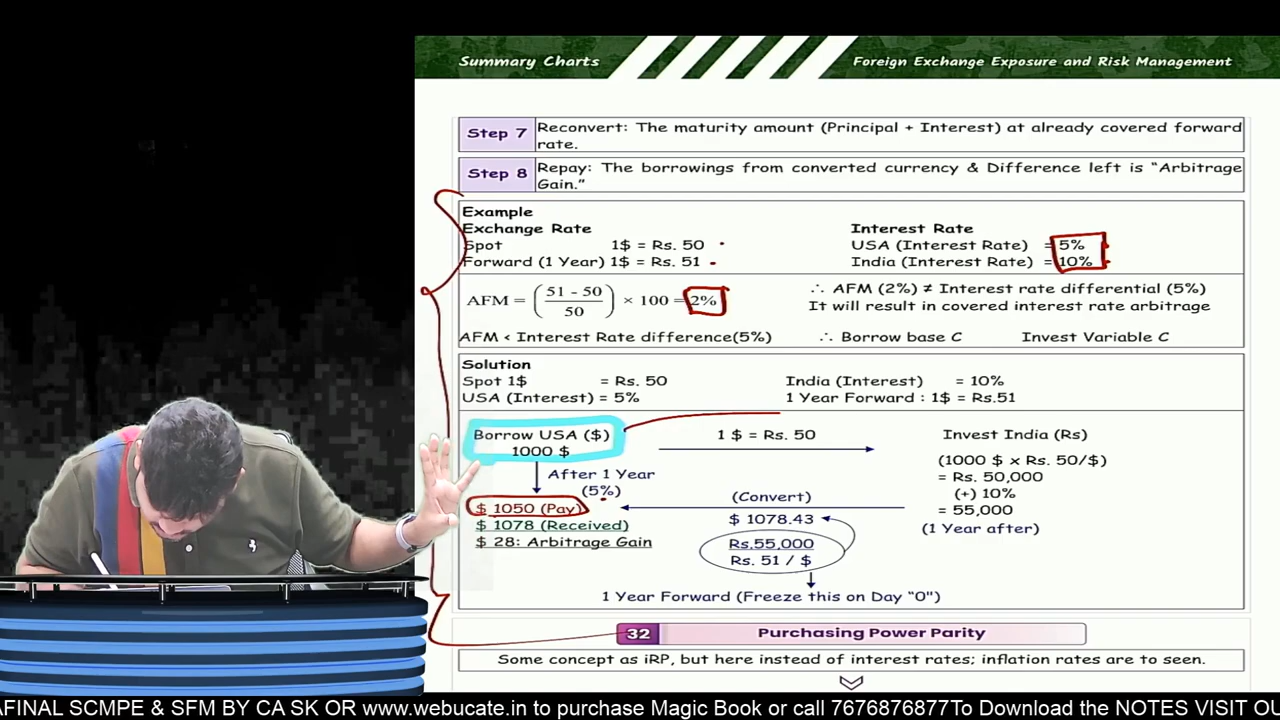 Summary Charts
Foreign Exchange Exposure and Risk Management
Step 7
Reconvert: The maturity amount (Principal + Interest) at already covered forward
rate.
Step 8
Repay: The borrowings from converted currency & Difference left is “Arbitrage
Gain.”
Example
Exchange Rate
Interest Rate
Spot 1$ = Rs. 50
USA (Interest Rate) = 5%
Forward (1 Year) 1$ = Rs. 51
India (Interest Rate) = 10%
AFM = (51 - 50 / 50) × 100 = 2%
∴ AFM (2%) ≠ Interest rate differential (5%)
It will result in covered interest rate arbitrage
AFM < Interest Rate difference(5%) ∴ Borrow base C Invest Variable C
Solution
Spot 1$ = Rs. 50
India (Interest) = 10%
USA (Interest) = 5%
1 Year Forward : 1$ = Rs.51
Borrow USA ($)
1000 $
1 $ = Rs. 50
Invest India (Rs)
(1000 $ x Rs. 50/$)
= Rs. 50,000
(+) 10%
= 55,000
(1 Year after)
After 1 Year
(5%)
(Convert)
$ 1078.43
Rs.55,000
Rs. 51 / $
$ 1050 (Pay)
$ 1078 (Received)
$ 28: Arbitrage Gain
1 Year Forward (Freeze this on Day “0”)
32
Purchasing Power Parity
Some concept as iRP, but here instead of interest rates; inflation rates are to seen.
AFINAL SCMPE & SFM BY CA SK OR www.webucate.in to purchase Magic Book or call 7676876877To Download the NOTES VISIT OU